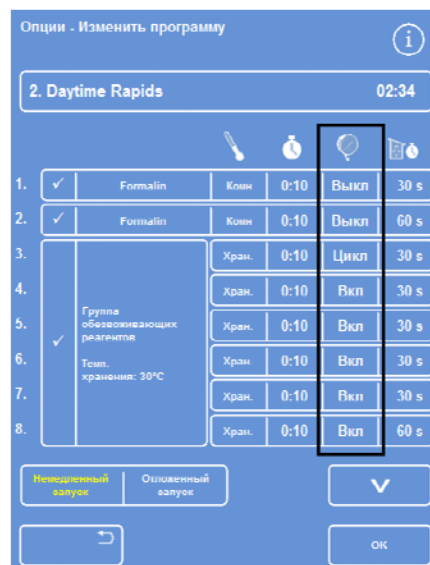 Опции - Изменить программу
2. Daytime Rapids 02:34
1. Formalin Комн 0:10 Выкл 30 s
2. Formalin Комн 0:10 Выкл 60 s
3. Хран. 0:10 Цикл 30 s
4. Хран. 0:10 Вкл 30 s
Группа
5. обезвоживающих Хран. 0:10 Вкл 30 s
реагентов
6. Темп. Хран. 0:10 Вкл 30 s
хранения: 30°C
7. Хран. 0:10 Вкл 30 s
8. Хран. 0:10 Вкл 60 s
Немедленный Отложенный
запуск запуск
ок